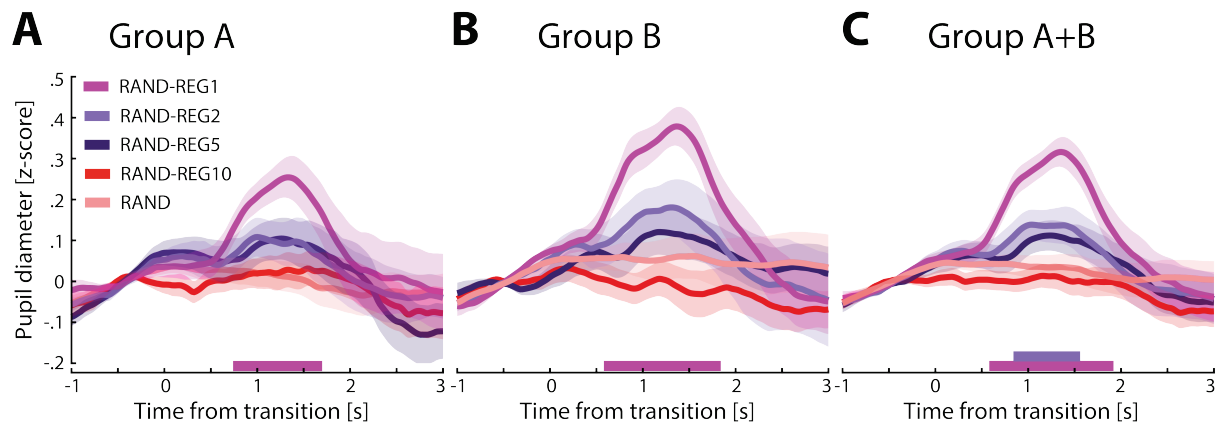 A Group A
B Group B
C Group A+B
Pupil diameter [z-score]
.5
.4
.3
.2
.1
0
-.1
-.2
RAND-REG1
RAND-REG2
RAND-REG5
RAND-REG10
RAND
-1 0 1 2 3
Time from transition [s]
-1 0 1 2 3
Time from transition [s]
-1 0 1 2 3
Time from transition [s]